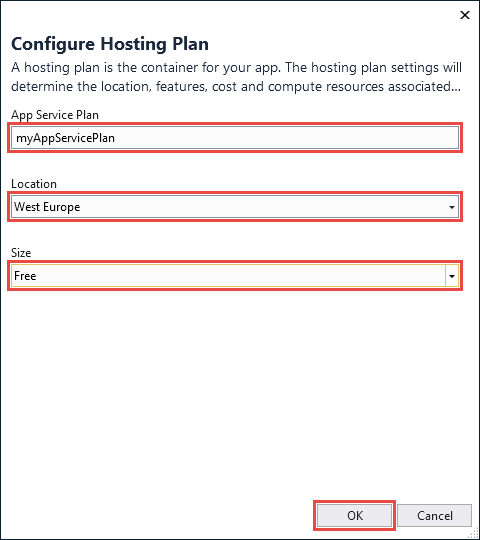 Configure Hosting Plan
A hosting plan is the container for your app. The hosting plan settings will
determine the location, features, cost and compute resources associated...
App Service Plan
myAppServicePlan
Location
West Europe
Size
Free
OK
Cancel